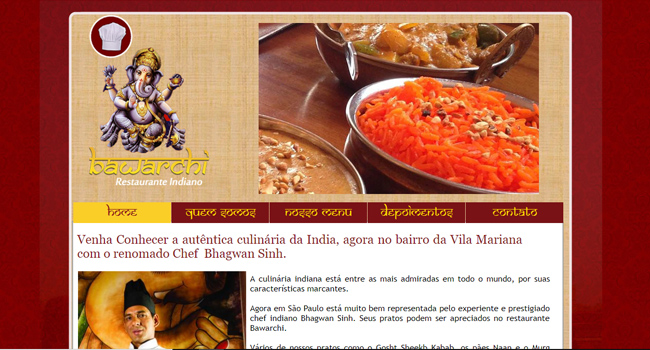 Bawarchi
Restaurante Indiano
Home Quem Somos Nosso Menu Depoimentos Contato
Venha Conhecer a autêntica culinária da India, agora no bairro da Vila Mariana
com o renomado Chef Bhagwan Sinh.
A culinária indiana está entre as mais admiradas em todo o mundo, por suas
características marcantes.
Agora em São Paulo está muito bem representada pelo experiente e prestigiado
chef indiano Bhagwan Sinh. Seus pratos podem ser apreciados no restaurante
Bawarchi.
Vários de nossos pratos como o Gosht Sheekh Kabab, os pães Naan e o Murg